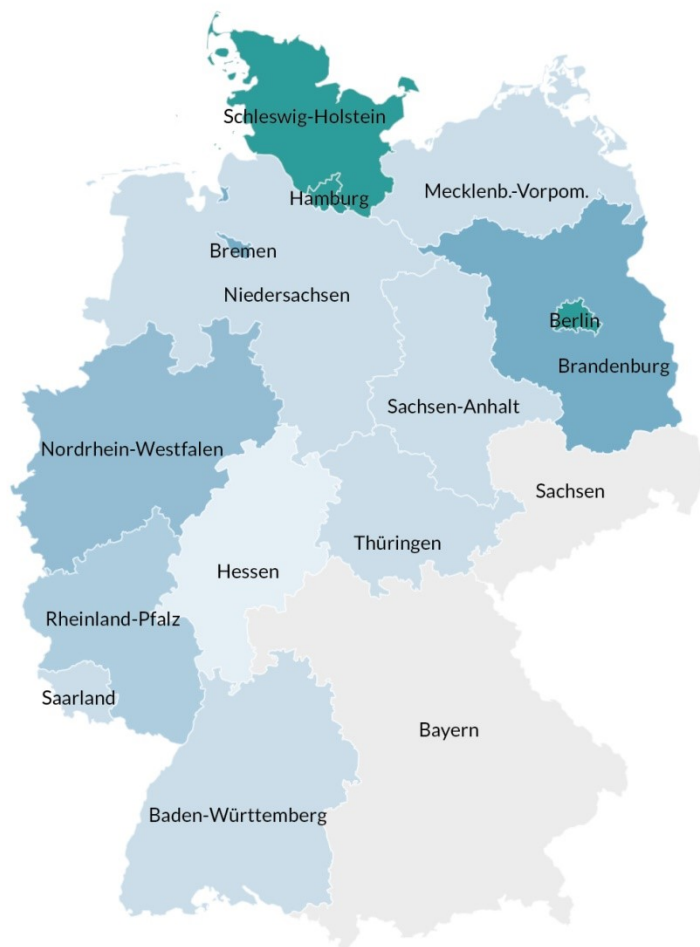 Schleswig-Holstein
Hamburg
Mecklenb.-Vorpom.
Bremen
Niedersachsen
Berlin
Brandenburg
Sachsen-Anhalt
Nordrhein-Westfalen
Sachsen
Thüringen
Hessen
Rheinland-Pfalz
Saarland
Bayern
Baden-Württemberg